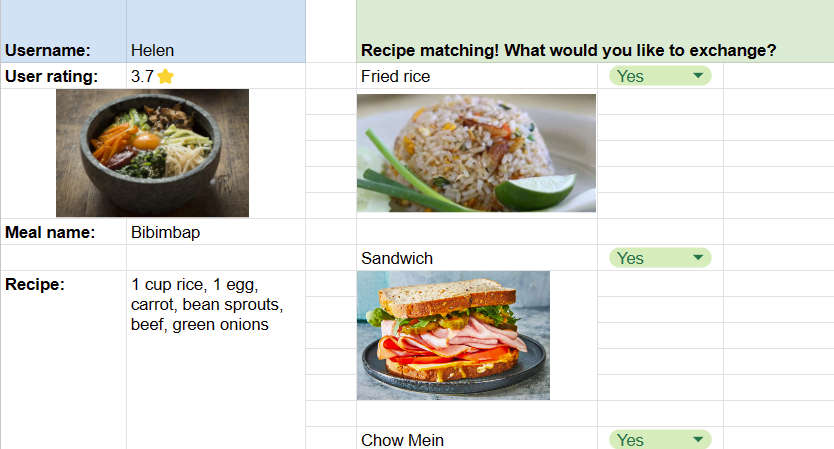 Username: Helen
Recipe matching! What would you like to exchange?
User rating: 3.7⭐
Fried rice Yes
Meal name: Bibimbap
Sandwich Yes
Recipe: 1 cup rice, 1 egg,
carrot, bean sprouts,
beef, green onions
Chow Mein Yes